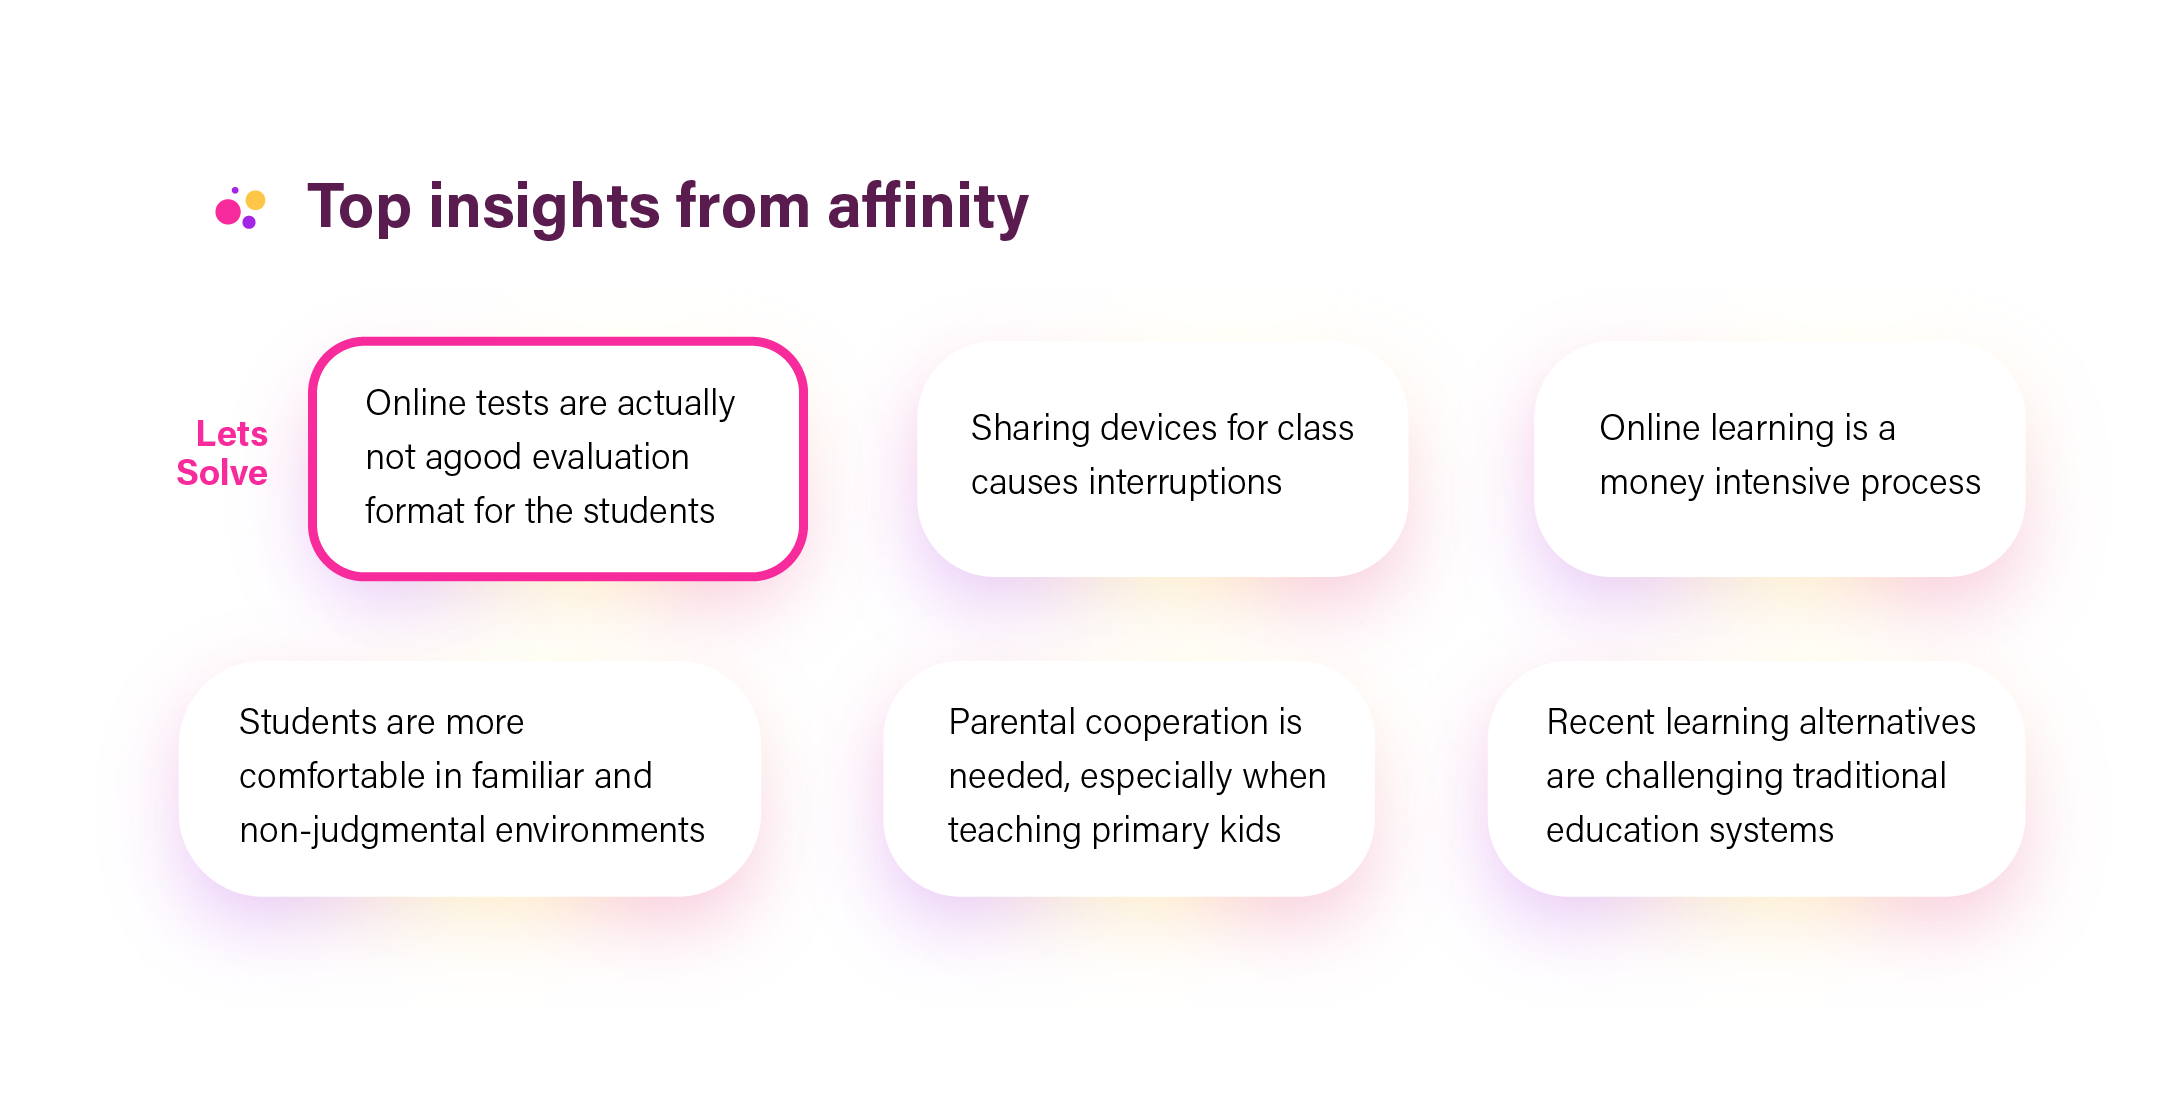 Top insights from affinity
Lets
Solve
Online tests are actually
not agood evaluation
format for the students
Sharing devices for class
causes interruptions
Online learning is a
money intensive process
Students are more
comfortable in familiar and
non-judgmental environments
Parental cooperation is
needed, especially when
teaching primary kids
Recent learning alternatives
are challenging traditional
education systems